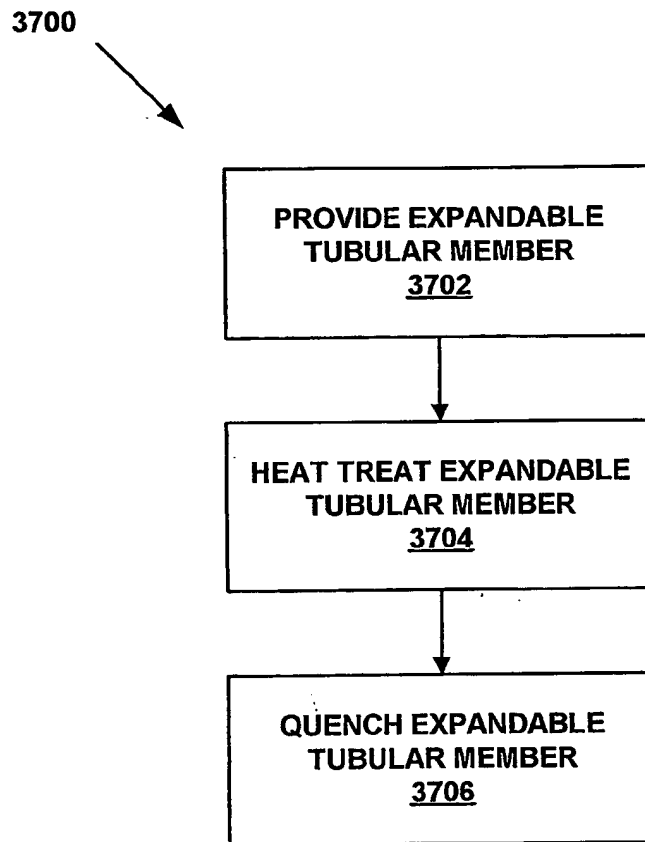 3700
PROVIDE EXPANDABLE
TUBULAR MEMBER
3702
HEAT TREAT EXPANDABLE
TUBULAR MEMBER
3704
QUENCH EXPANDABLE
TUBULAR MEMBER
3706